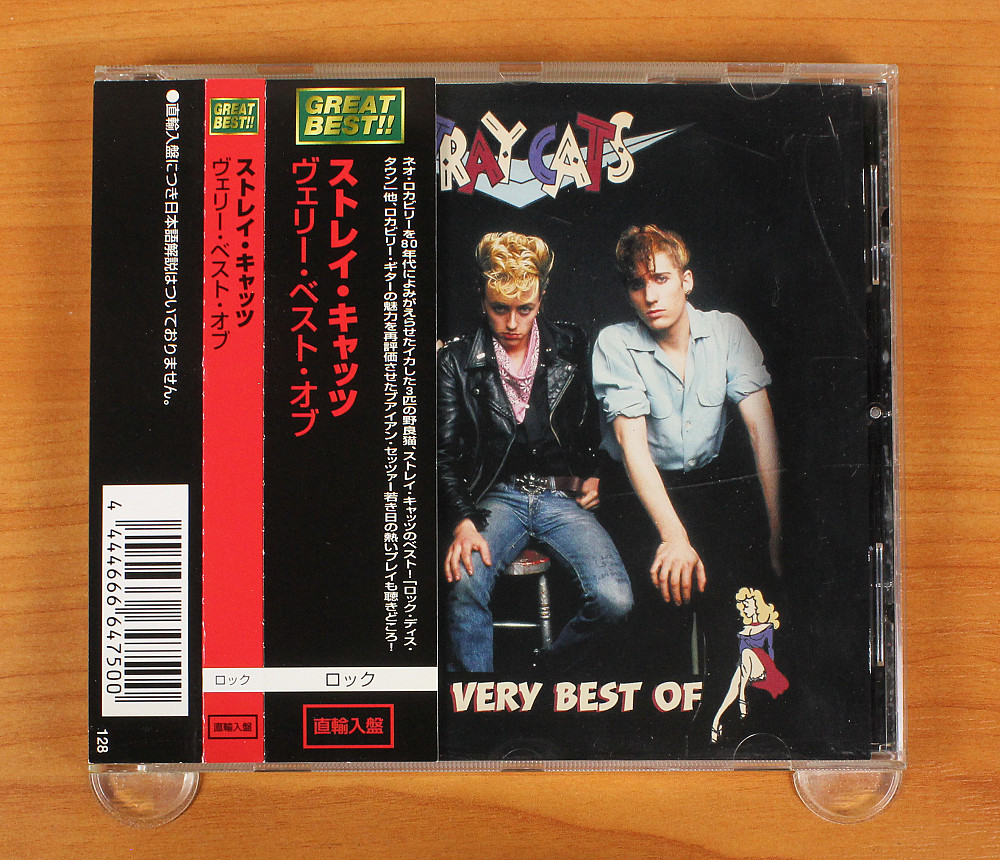 ●直輸入盤につき日本語解説はついておりません。
4 444666 647500
128
GREAT
BEST!!
ストレイ・キャッツ
ヴェリー・ベスト・オブ
ロック
直輸入盤
GREAT
BEST!!
ストレイ・キャッツ
ヴェリー・ベスト・オブ
ネオ・ロカビリーを80年代によみがえらせたイカした3匹の野良猫、ストレイ・キャッツのベスト!「ロック・ディス・
タウン」他、ロカビリー・ギターの魅力を再評価させたブライアン・セッツァー若き日の熱いプレイも聴きどころ!
ロック
直輸入盤
TRAY CATS
VERY BEST OF